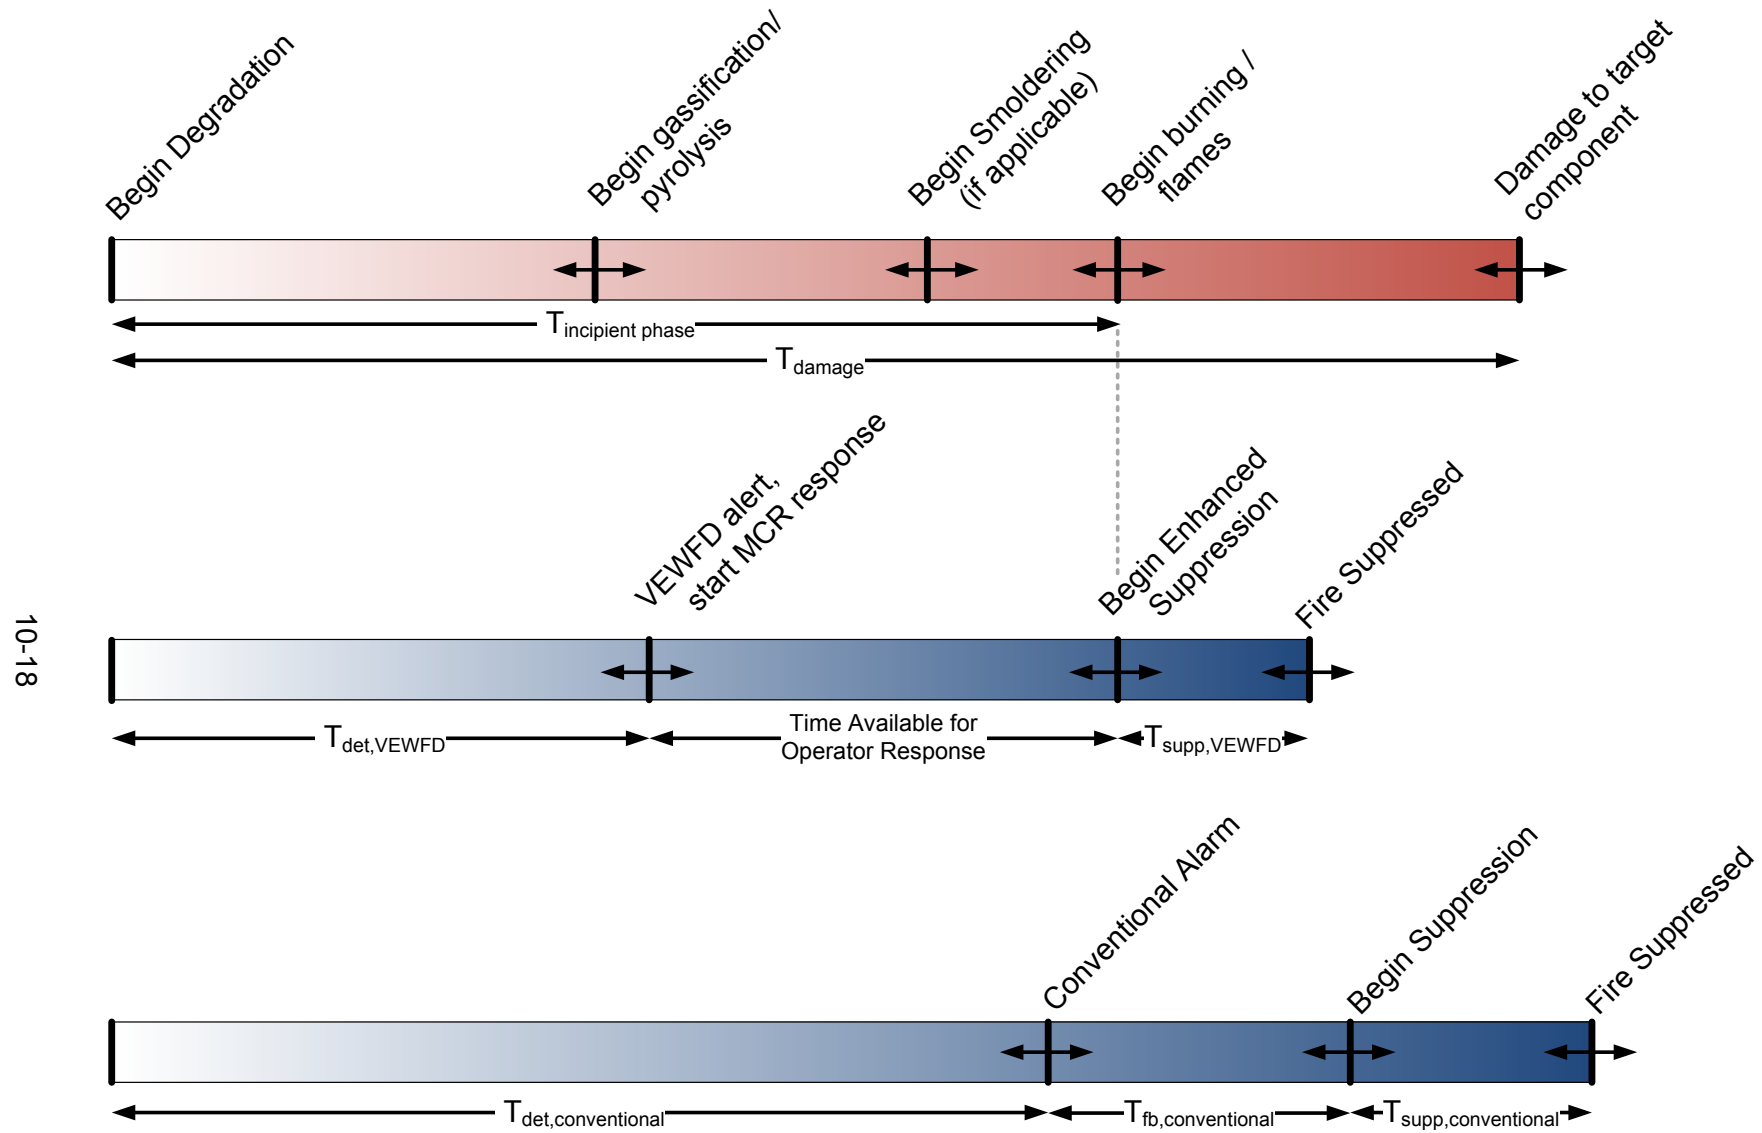 Begin Degradation
Begin gassification/
pyrolysis
Begin Smoldering
(if applicable)
Begin burning /
flames
Damage to target
component
Tincipient phase
Tdamage
VEWFD alert,
start MCR response
Begin Enhanced
Suppression
Fire Suppressed
Tdet,VEWFD
Time Available for
Operator Response
Tsupp,VEWFD
Conventional Alarm
Begin Suppression
Fire Suppressed
Tdet,conventional
Tfb,conventional
Tsupp,conventional
10-18